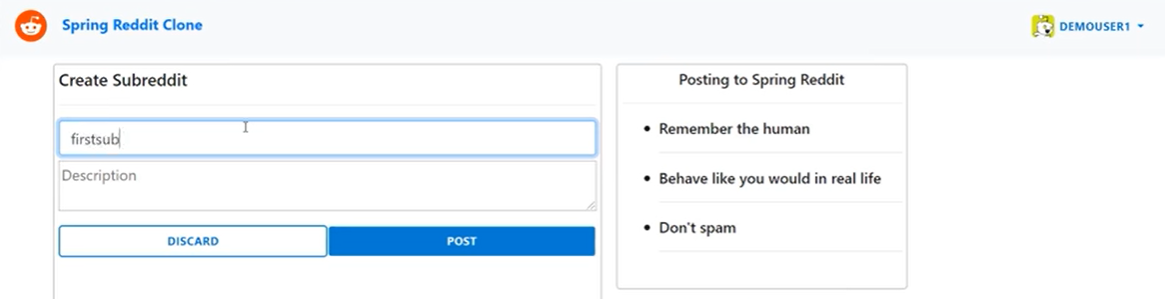 Spring Reddit Clone
DEMOUSER1
Create Subreddit
firstsub
Description
DISCARD
POST
Posting to Spring Reddit
Remember the human
Behave like you would in real life
Don't spam